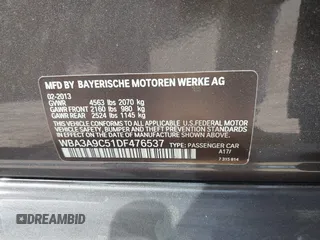 MFD BY BAYERISCHE MOTOREN WERKE AG
02-2013
GVWR 4563 lbs 2070 kg
GAWR FRONT 2160 lbs 980 kg
GAWR REAR 2524 lbs 1145 kg
THIS VEHICLE CONFORMS TO ALL APPLICABLE U.S.FEDERAL MOTOR VEHICLE
SAFETY, BUMPER, AND THEFT PREVENTION STANDARDS IN EFFECT ON
THE DATE OF MANUFACTURE SHOWN ABOVE.
WBA3A9C51DF476537 TYPE: PASSENGER CAR
A17/
DREAMBID